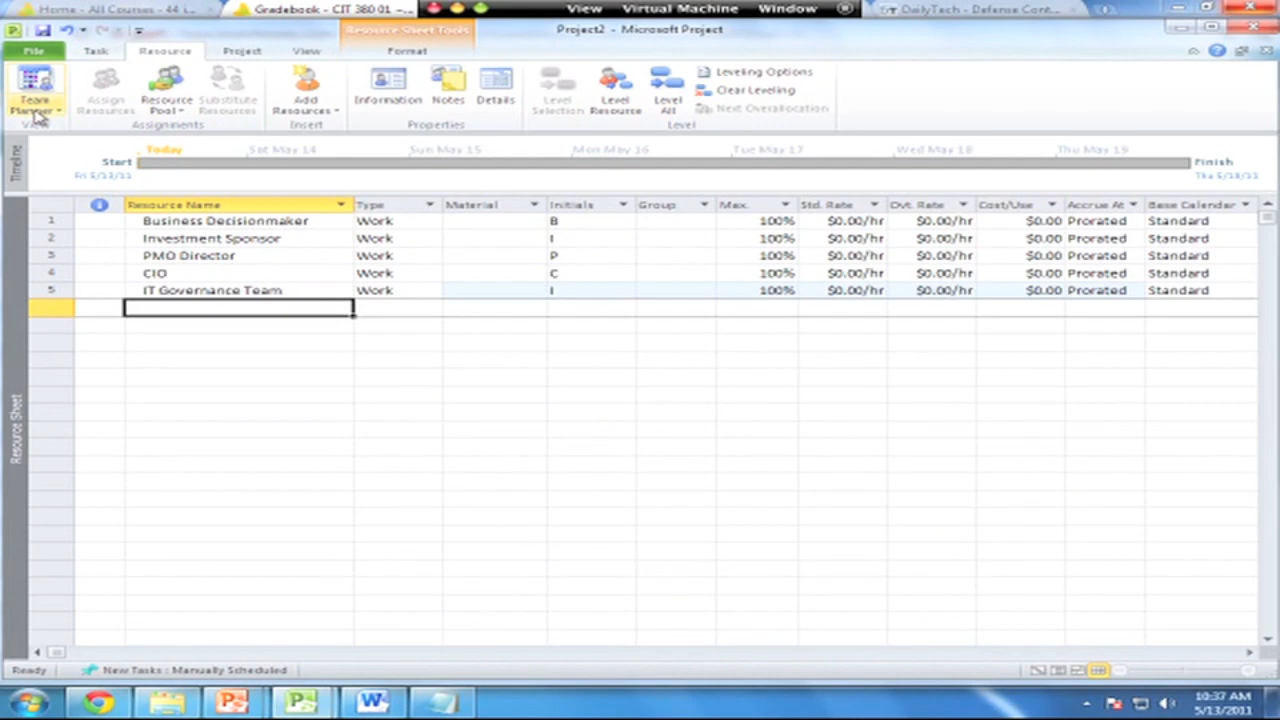 Home - All Courses - 44 i...
Gradebook - CIT 380 01 -...
View Virtual Machine Window
DailyTech - Defense Cont...
Resource Sheet Tools
Project2 - Microsoft Project
File Task Resource Project View Format
Team Planner
Assign Resources
Resource Pool
Substitute Resources
Add Resources
Information Notes Details
Level Selection
Level Resource
Level All
Leveling Options
Clear Leveling
Next Overallocation
View Assignments Insert Properties Level
Timeline
Today Sat May 14 Sun May 15 Mon May 16 Tue May 17 Wed May 18 Thu May 19
Start Finish
Fri 5/13/11
Resource Name Type Material Initials Group Max. Std. Rate Ovt. Rate Cost/Use Accrue At Base Calendar
1 Business Decisionmaker Work B 100% $0.00/hr $0.00/hr $0.00 Prorated Standard
2 Investment Sponsor Work I 100% $0.00/hr $0.00/hr $0.00 Prorated Standard
3 PMO Director Work P 100% $0.00/hr $0.00/hr $0.00 Prorated Standard
4 CIO Work C 100% $0.00/hr $0.00/hr $0.00 Prorated Standard
5 IT Governance Team Work I 100% $0.00/hr $0.00/hr $0.00 Prorated Standard
Resource Sheet
Ready New Tasks : Manually Scheduled
10:37 AM
5/13/2011